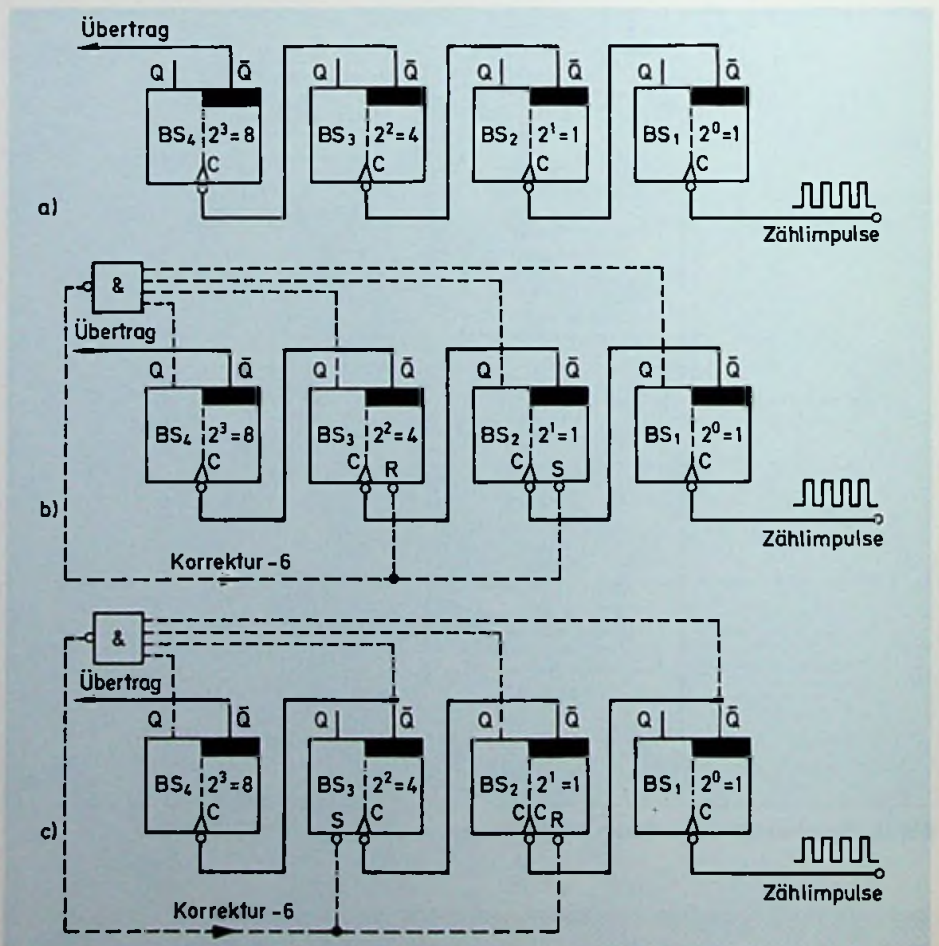 Übertrag
Q Q̄ Q Q̄ Q Q̄ Q Q̄
BS₄ 2³=8 BS₃ 2²=4 BS₂ 2¹=1 BS₁ 2⁰=1
C C C C
a)
Zählimpulse
&
Übertrag
Q Q̄ Q Q̄ Q Q̄ Q Q̄
BS₄ 2³=8 BS₃ 2²=4 BS₂ 2¹=1 BS₁ 2⁰=1
C C R C S C
b)
Zählimpulse
Korrektur -6
&
Übertrag
Q Q̄ Q Q̄ Q Q̄ Q Q̄
BS₄ 2³=8 BS₃ 2²=4 BS₂ 2¹=1 BS₁ 2⁰=1
C S C C C R C
c)
Zählimpulse
Korrektur -6